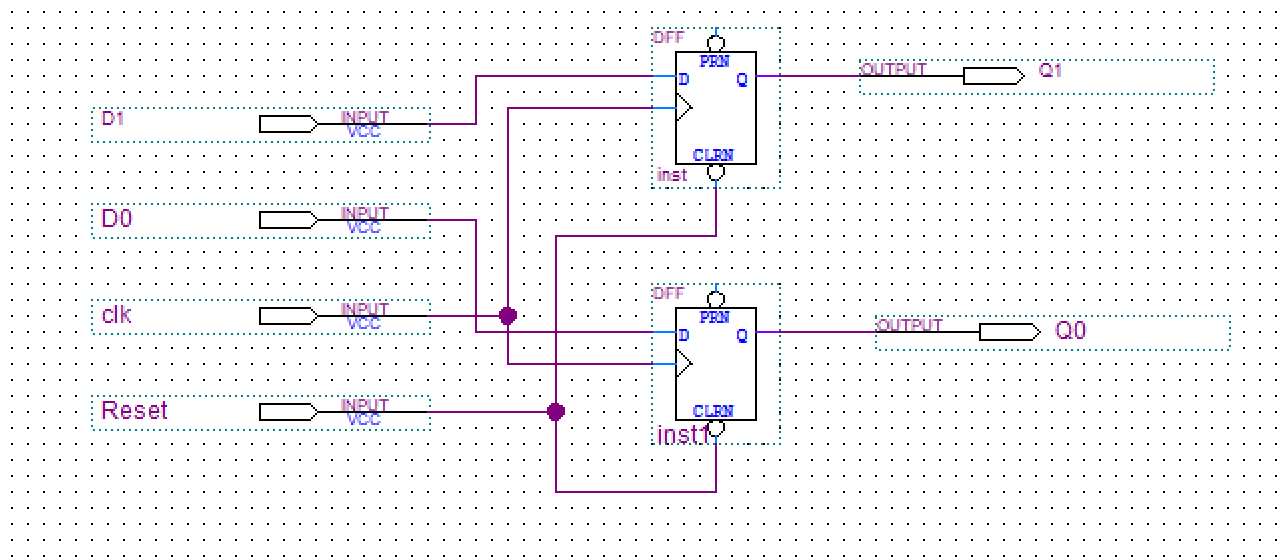 DFF
PRN
D Q
CLRN
inst
OUTPUT Q1
D1 INPUT
VCC
D0 INPUT
VCC
clk INPUT
VCC
Reset INPUT
VCC
DFF
PRN
D Q
CLRN
inst1
OUTPUT Q0